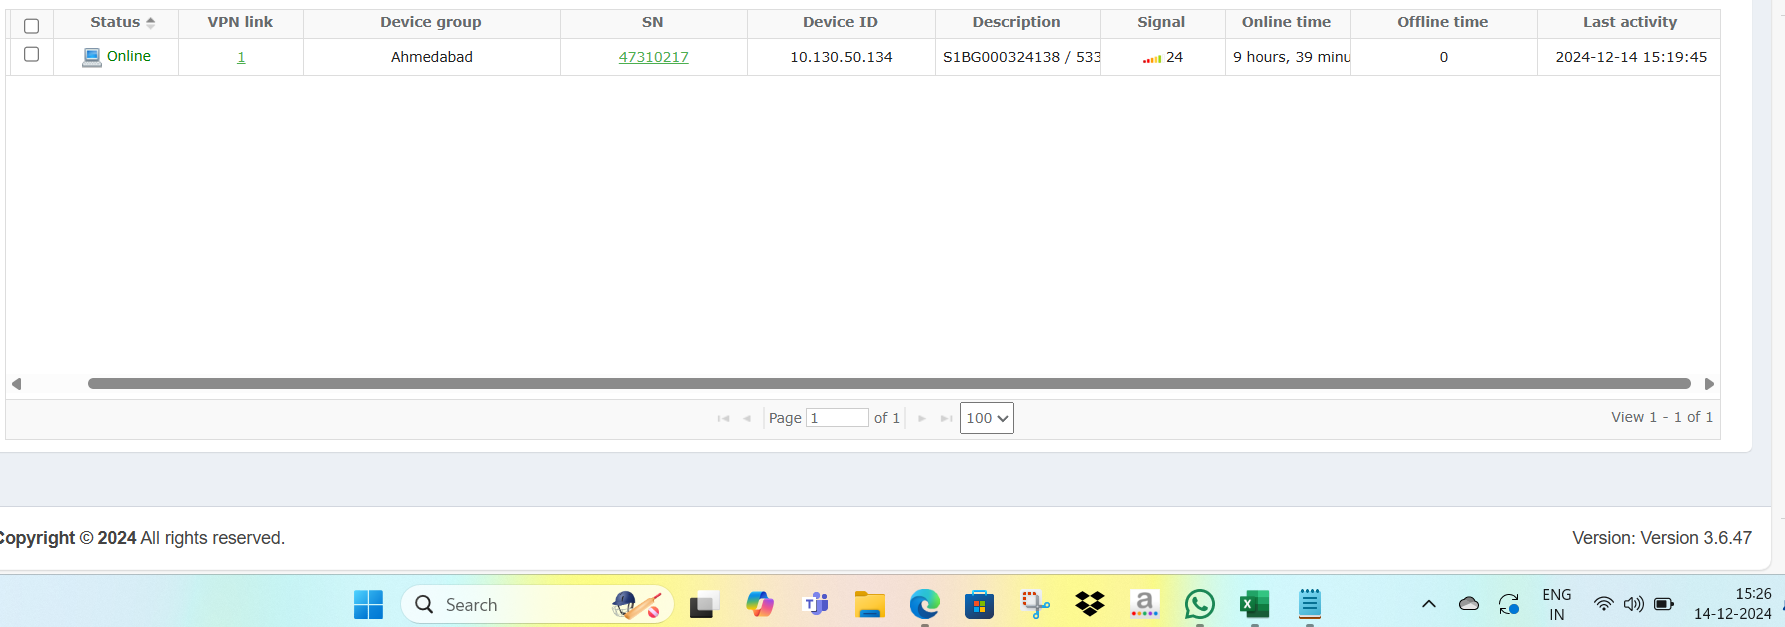 Status VPN link Device group SN Device ID Description Signal Online time Offline time Last activity
Online 1 Ahmedabad 47310217 10.130.50.134 S1BG000324138 / 533 24 9 hours, 39 minu 0 2024-12-14 15:19:45
Page 1 of 1 100 View 1 - 1 of 1
Copyright © 2024 All rights reserved. Version: Version 3.6.47
Search ENG 15:26
IN 14-12-2024